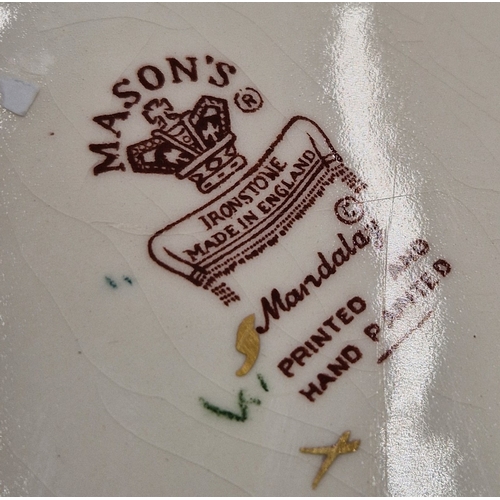 MASON'S ®
IRONSTONE
MADE IN ENGLAND
©
Mandalay
PRINTED AND
HAND PAINTED